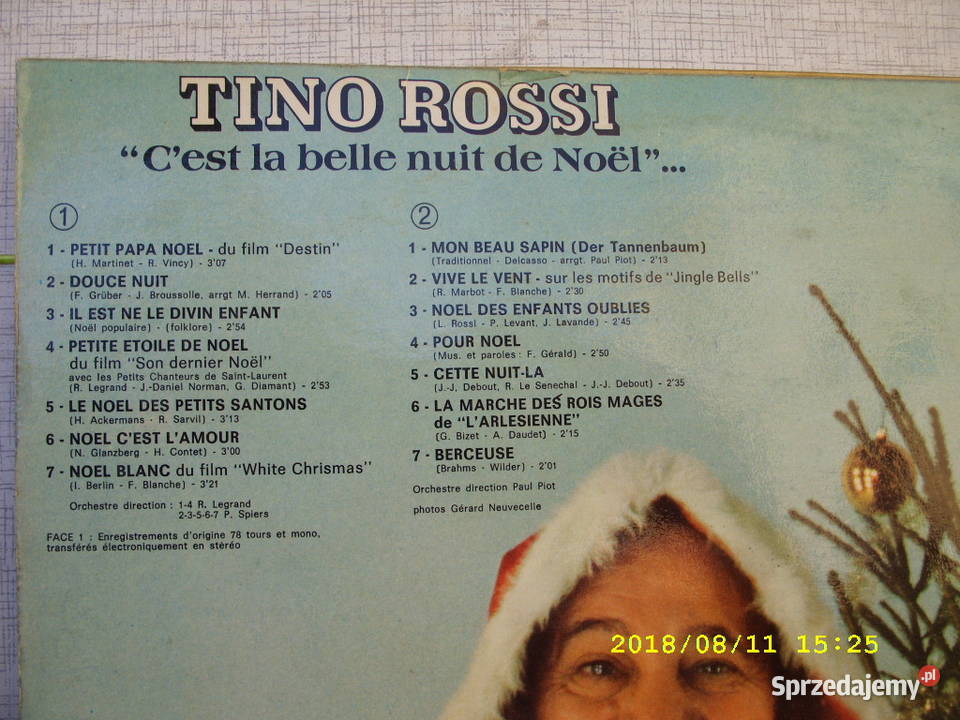 TINO ROSSI
“C’est la belle nuit de Noël”...
1
1 - PETIT PAPA NOEL - du film “Destin”
(H. Martinet - R. Vincy) - 3’07
2 - DOUCE NUIT
(F. Grüber - J. Broussolle, arrgt M. Herrand) - 2’05
3 - IL EST NE LE DIVIN ENFANT
(Noël populaire) - (folklore) - 2’54
4 - PETITE ETOILE DE NOEL
du film “Son dernier Noël”
avec les Petits Chanteurs de Saint-Laurent
(R. Legrand - J.-Daniel Norman, G. Diamant) - 2’53
5 - LE NOEL DES PETITS SANTONS
(H. Ackermans - R. Sarvil) - 3’13
6 - NOEL C’EST L’AMOUR
(N. Glanzberg - H. Contet) - 3’00
7 - NOEL BLANC du film “White Chrismas”
(I. Berlin - F. Blanche) - 3’21
Orchestre direction : 1-4 R. Legrand
2-3-5-6-7 P. Spiers
FACE 1 : Enregistrements d’origine 78 tours et mono,
transférés électroniquement en stéréo
2
1 - MON BEAU SAPIN (Der Tannenbaum)
(Traditionnel - Delcasso - arrgt. Paul Piot) - 2’13
2 - VIVE LE VENT - sur les motifs de “Jingle Bells”
(R. Marbot - F. Blanche) - 2’30
3 - NOEL DES ENFANTS OUBLIES
(L. Rossi - P. Levant, J. Lavande) - 2’45
4 - POUR NOEL
(Mus. et paroles : F. Gérald) - 2’50
5 - CETTE NUIT-LA
(J.-J. Debout, R. Le Senechal - J.-J. Debout) - 2’35
6 - LA MARCHE DES ROIS MAGES
de “L’ARLESIENNE”
(G. Bizet - A. Daudet) - 2’15
7 - BERCEUSE
(Brahms - Wilder) - 2’01
Orchestre direction Paul Piot
photos Gérard Neuvecelle
2018/08/11 15:25
Sprzedajemy.pl